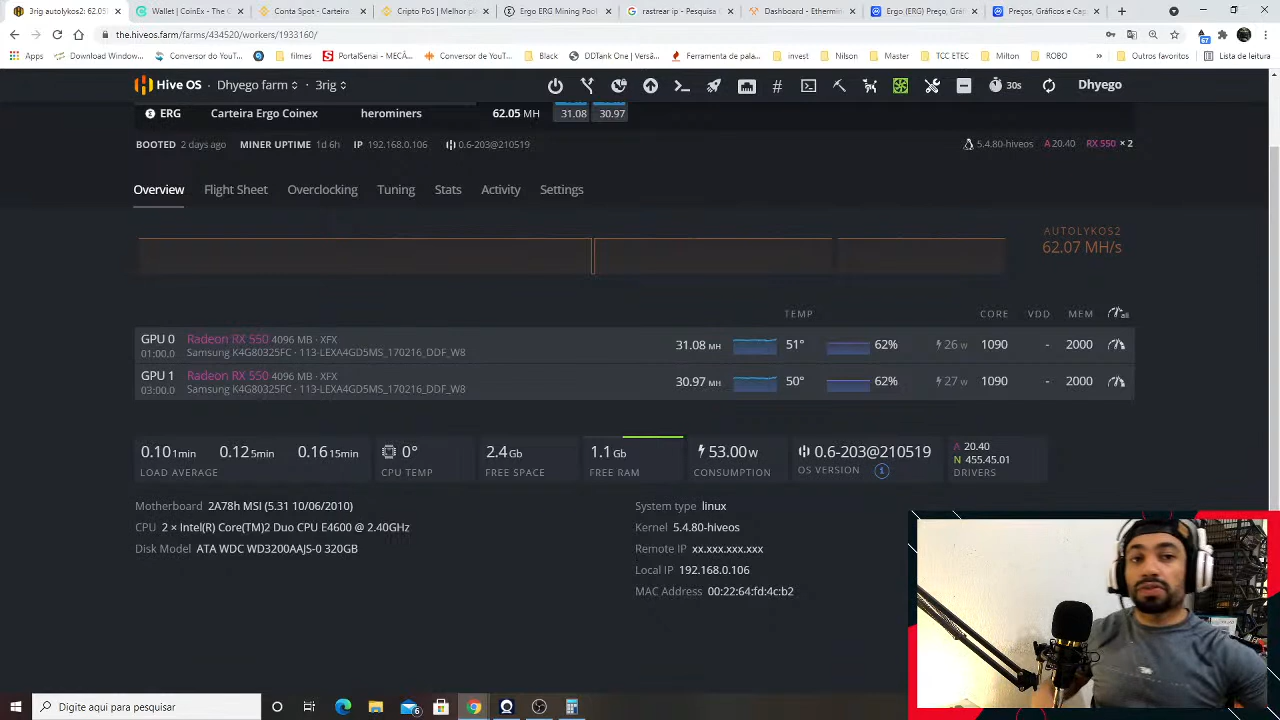 3rig autolykos2: 62.05
Wallet | CoinEx - The G
Conta Spot - Carteira
Cripto PoS | Melhor pl
Ergo ERG Mining Pool
rastrear ip - Pesquisa
Dashboard - Ethermin
Ergo (ERG) Preço, Gráfi
Preços, Gráficos e Cap
the.hiveos.farm/farms/434520/workers/1933160/
67
Apps
Download Window...
Conversor de YouT...
filmes
PortalSenai - MECÂ...
Conversor de YouT...
Black
DDTank One ( Versã...
Ferramenta de pala...
invest
Nilson
Master
TCC ETEC
ROBO
Outros favoritos
Lista de leitura
Hive OS
Dhyego farm
3rig
30s
Dhyego
ERG Carteira Ergo Coinex herominers 62.05 MH 31.08 30.97
BOOTED 2 days ago MINER UPTIME 1d 6h IP 192.168.0.106 0.6-203@210519 5.4.80-hiveos A 20.40 RX 550 × 2
Overview Flight Sheet Overclocking Tuning Stats Activity Settings
AUTOLYKOS2
62.07 MH/s
TEMP CORE VDD MEM
GPU 0 Radeon RX 550 4096 MB · XFX
01:00.0 Samsung K4G80325FC · 113-LEXA4GD5MS_170216_DDF_W8
31.08 MH 51° 62% 26 w 1090 - 2000
GPU 1 Radeon RX 550 4096 MB · XFX
03:00.0 Samsung K4G80325FC · 113-LEXA4GD5MS_170216_DDF_W8
30.97 MH 50° 62% 27 w 1090 - 2000
0.10 1min 0.12 5min 0.16 15min
LOAD AVERAGE
0°
CPU TEMP
2.4 Gb
FREE SPACE
1.1 Gb
FREE RAM
53.00 w
CONSUMPTION
0.6-203@210519
OS VERSION
A 20.40
N 455.45.01
DRIVERS
Motherboard 2A78h MSI (5.31 10/06/2010)
CPU 2 × Intel(R) Core(TM)2 Duo CPU E4600 @ 2.40GHz
Disk Model ATA WDC WD3200AAJS-0 320GB
System type linux
Kernel 5.4.80-hiveos
Remote IP xx.xxx.xxx.xxx
Local IP 192.168.0.106
MAC Address 00:22:64:fd:4c:b2
Digite aqui para pesquisar
6